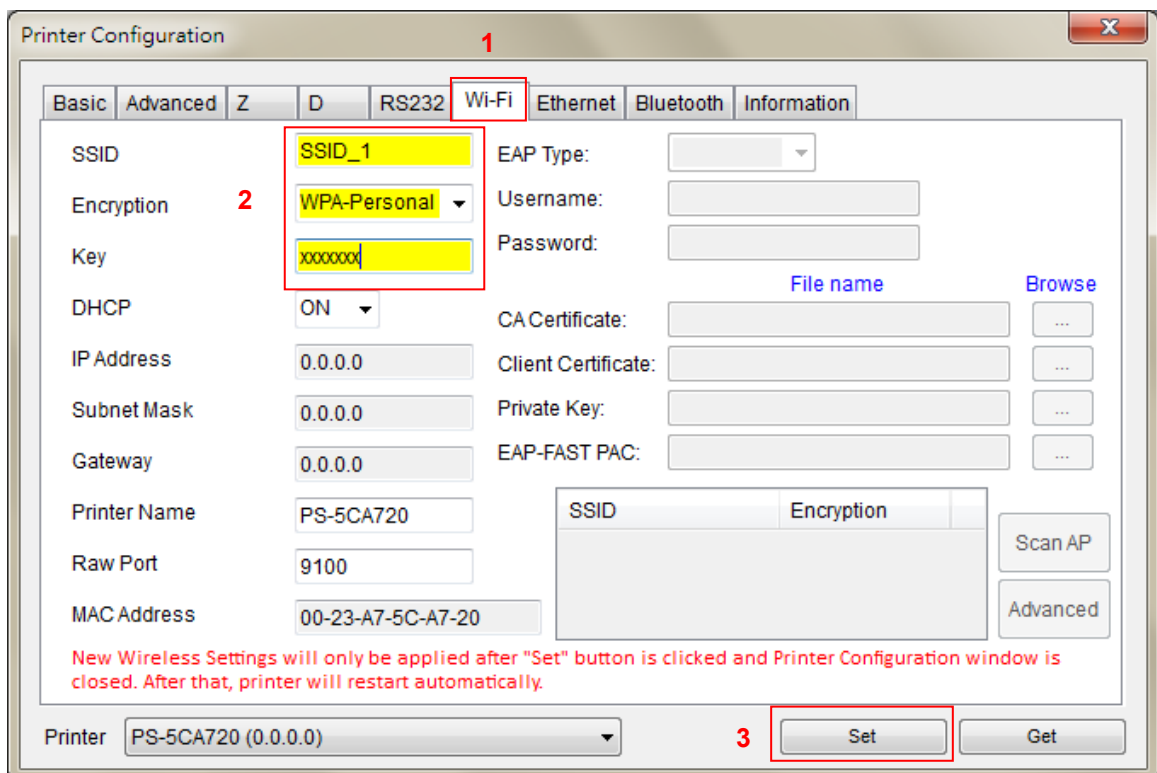 Printer Configuration
X
1
Basic Advanced Z D RS232 Wi-Fi Ethernet Bluetooth Information
SSID SSID_1 EAP Type:
2
Encryption WPA-Personal Username:
Key xxxxxxx Password:
File name Browse
DHCP ON CA Certificate: ...
IP Address 0.0.0.0 Client Certificate: ...
Subnet Mask 0.0.0.0 Private Key: ...
Gateway 0.0.0.0 EAP-FAST PAC: ...
Printer Name PS-5CA720 SSID Encryption
Scan AP
Raw Port 9100
MAC Address 00-23-A7-5C-A7-20 Advanced
New Wireless Settings will only be applied after "Set" button is clicked and Printer Configuration window is
closed. After that, printer will restart automatically.
Printer PS-5CA720 (0.0.0.0) 3 Set Get